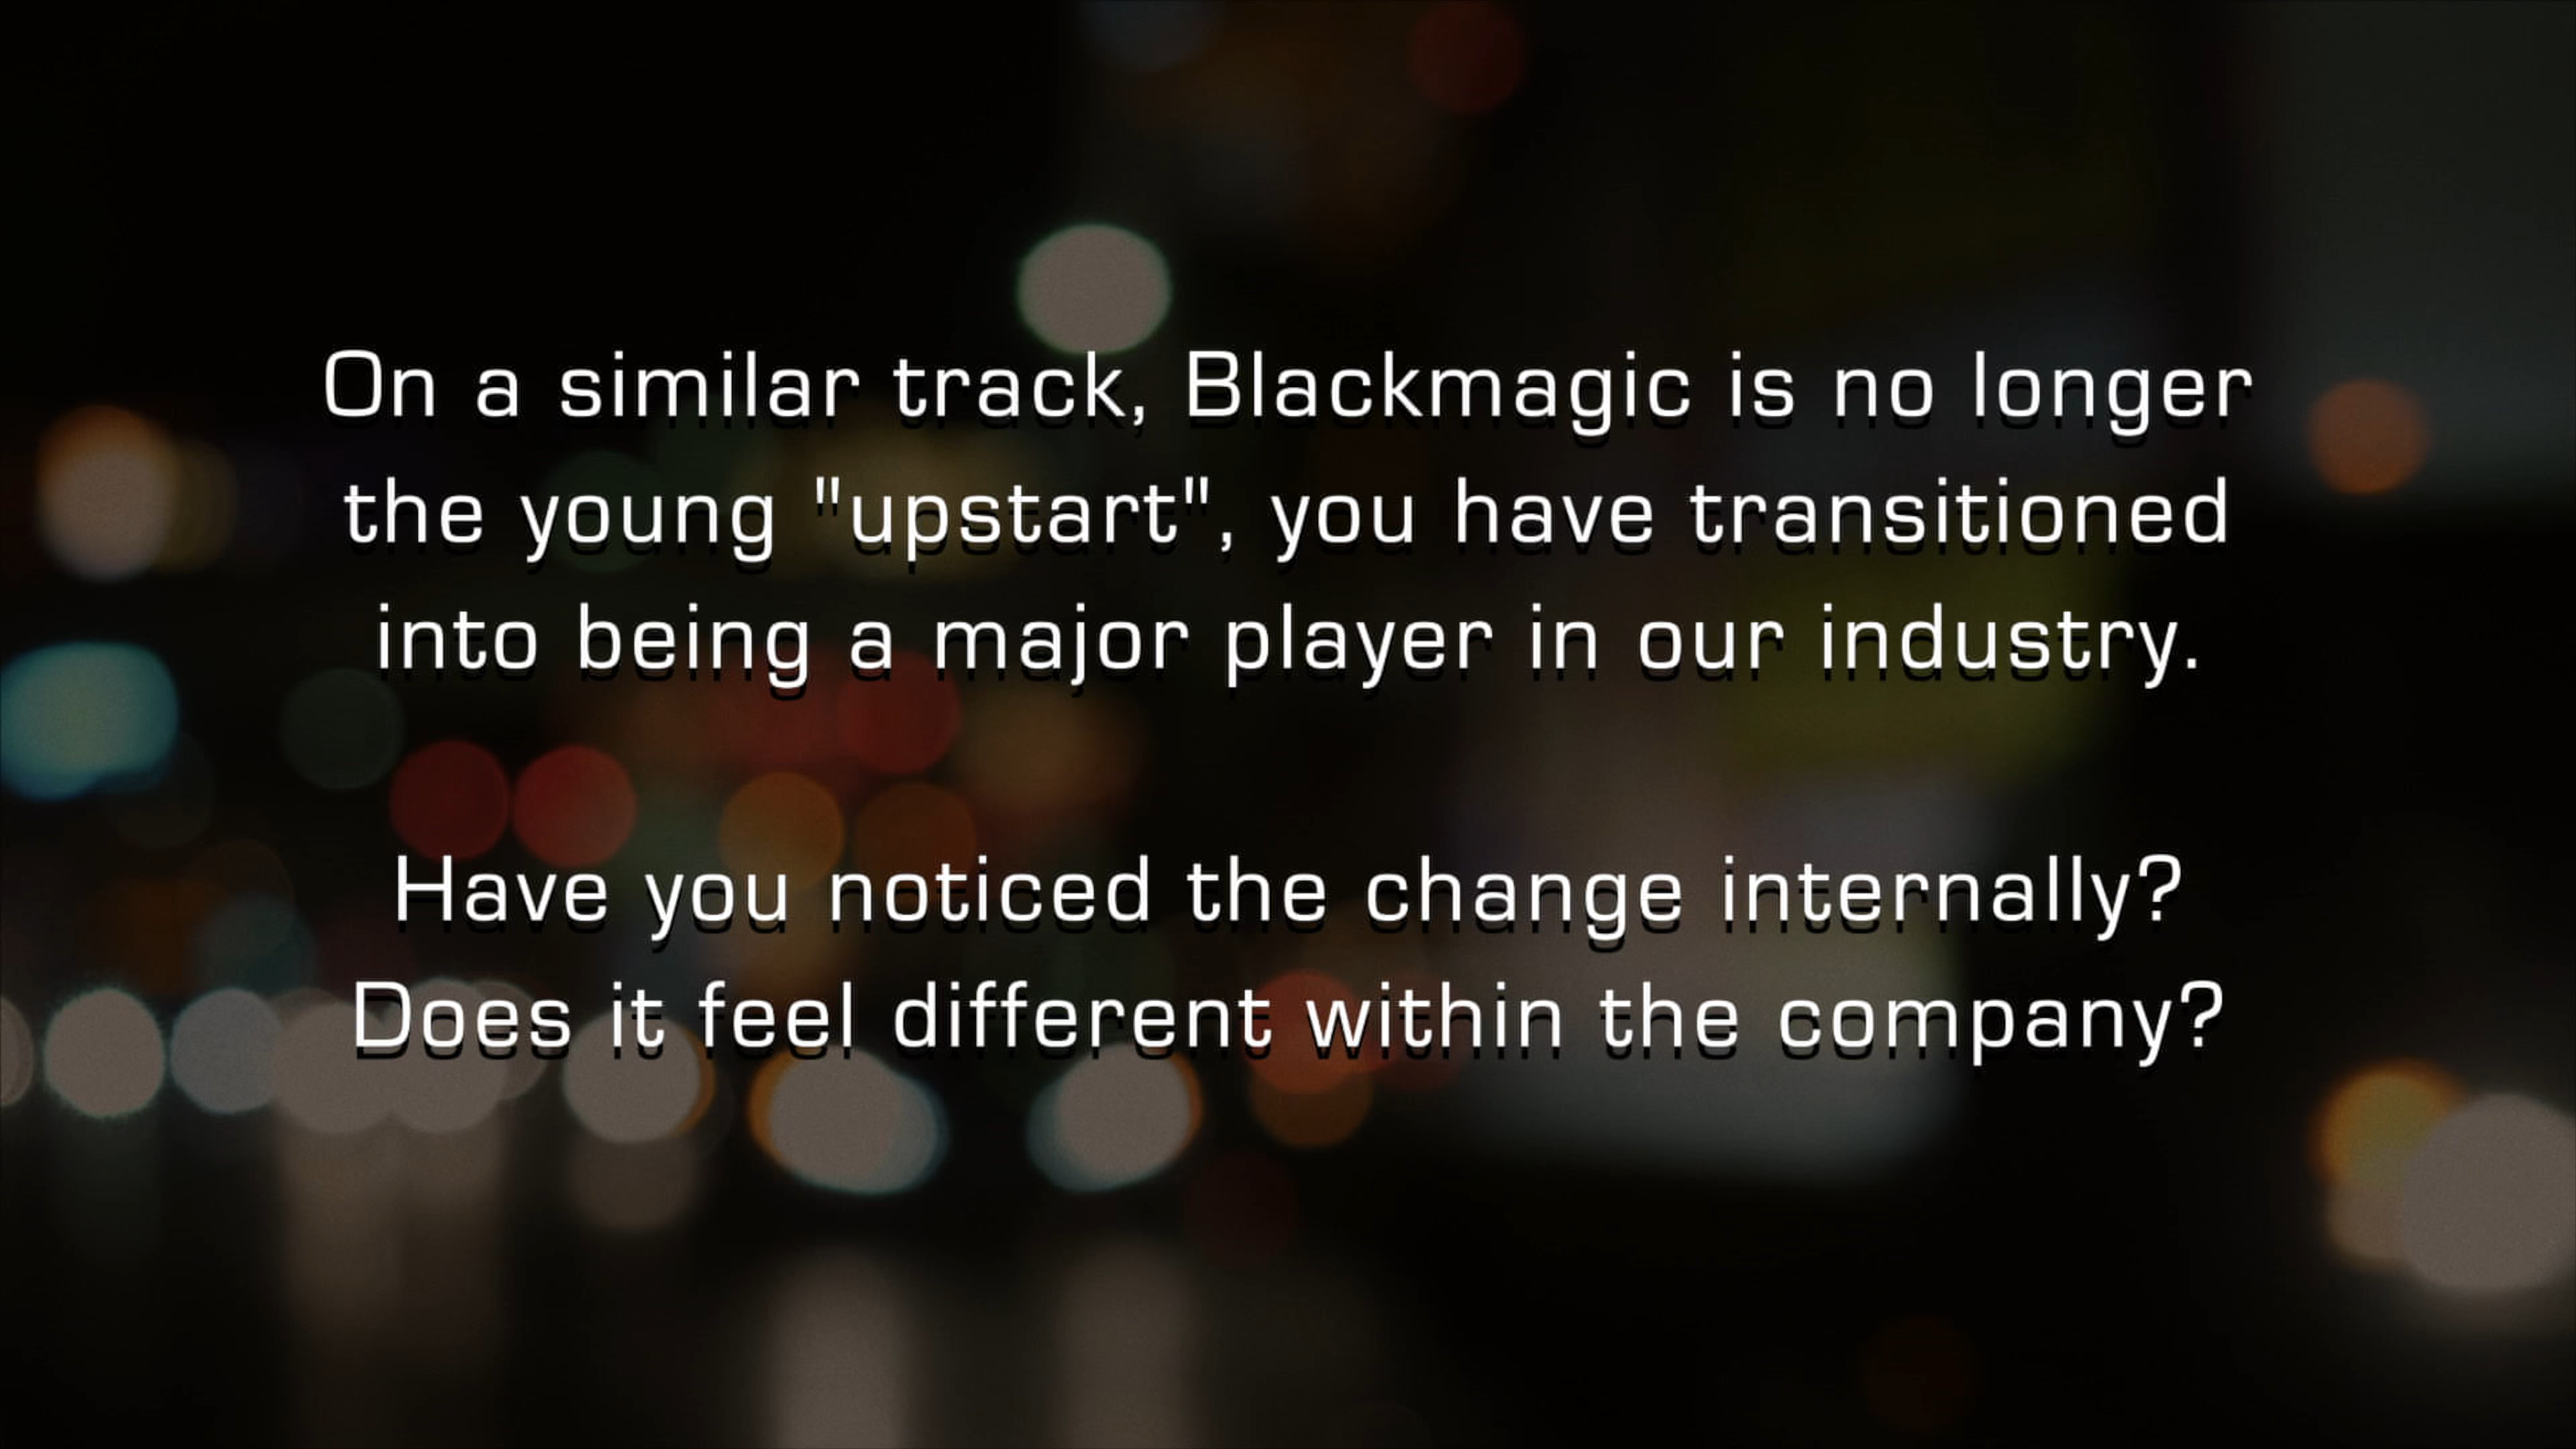 On a similar track, Blackmagic is no longer
the young "upstart", you have transitioned
into being a major player in our industry.
Have you noticed the change internally?
Does it feel different within the company?